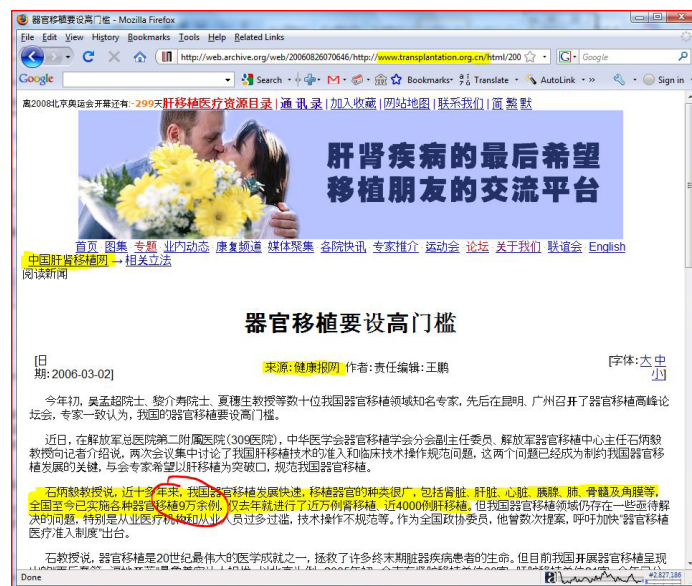 器官移植要设高门槛 - Mozilla Firefox
File Edit View History Bookmarks Tools Help Related Links
http://web.archive.org/web/20060826070646/http://www.transplantation.org.cn/html/200 Google
Google Search Bookmarks Translate AutoLink Sign in
离2008北京奥运会开幕还有:-299天肝移植医疗资源目录 | 通 讯 录 | 加入收藏 | 网站地图 | 联系我们 | 简 繁 默
肝肾疾病的最后希望
移植朋友的交流平台
首页 图集 专题 业内动态 康复频道 媒体聚集 各院快讯 专家推介 运动会 论坛 关于我们 联谊会 English
中国肝肾移植网 → 相关立法
阅读新闻
器官移植要设高门槛
[日期:2006-03-02] 来源:健康报网 作者:责任编辑:王鹏 [字体:大 中 小]
今年初, 吴孟超院士、黎介寿院士、夏穗生教授等数十位我国器官移植领域知名专家, 先后在昆明、广州召开了器官移植高峰论
坛会, 专家一致认为, 我国的器官移植要设高门槛。
近日, 在解放军总医院第二附属医院(309医院), 中华医学会器官移植学会分会副主任委员、解放军器官移植中心主任石炳毅
教授向记者介绍说, 两次会议集中讨论了我国肝移植技术的准入和临床技术操作规范问题, 这两个问题已经成为制约我国器官移
植发展的关键, 与会专家希望以肝移植为突破口, 规范我国器官移植。
石炳毅教授说, 近十多年来, 我国器官移植发展快速, 移植器官的种类很广, 包括肾脏、肝脏、心脏、胰腺、肺、骨髓及角膜等,
全国至今已实施各种器官移植9万余例, 仅去年就进行了近万例肾移植、近4000例肝移植。但我国器官移植领域仍存在一些亟待解
决的问题, 特别是从业医疗机构和从业人员过多过滥, 技术操作不规范等。作为全国政协委员, 他曾数次提案, 呼吁加快“器官移植
医疗准入制度”出台。
石教授说, 器官移植是20世纪最伟大的医学成就之一, 拯救了许多终末期脏器疾病患者的生命。但目前我国开展器官移植呈现
Done #2,827,186